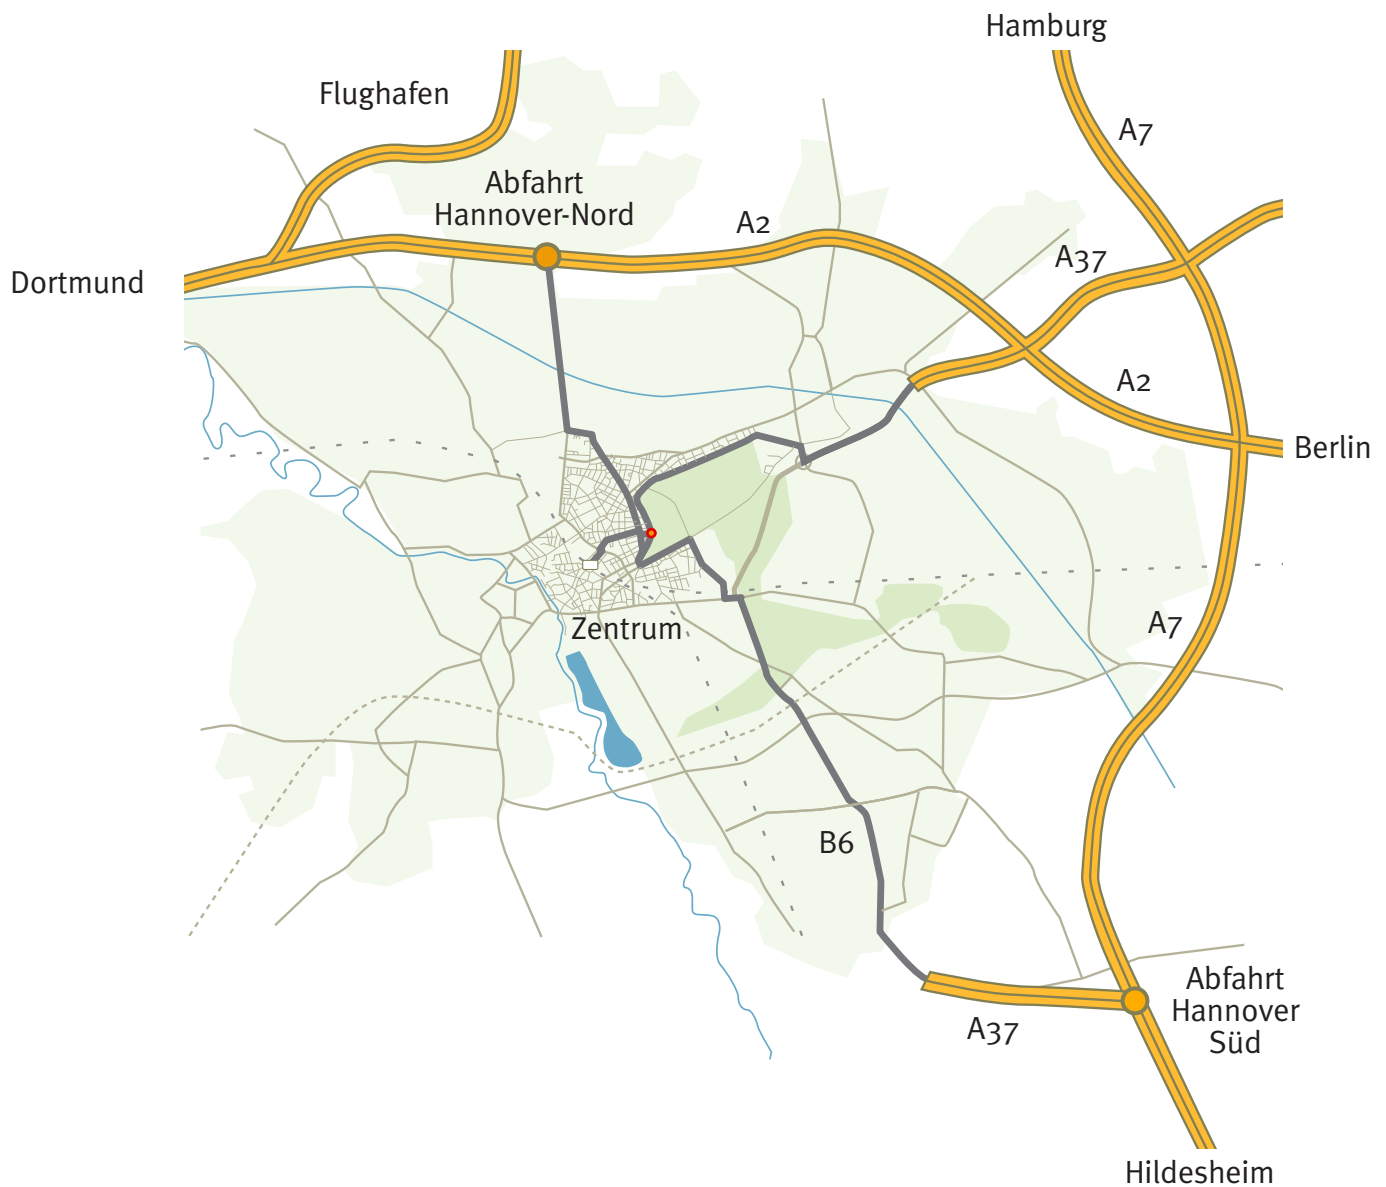 Hamburg
Flughafen
A7
Abfahrt
Hannover-Nord
A2
A37
Dortmund
A2
Berlin
A7
Zentrum
B6
Abfahrt
Hannover
Süd
A37
Hildesheim